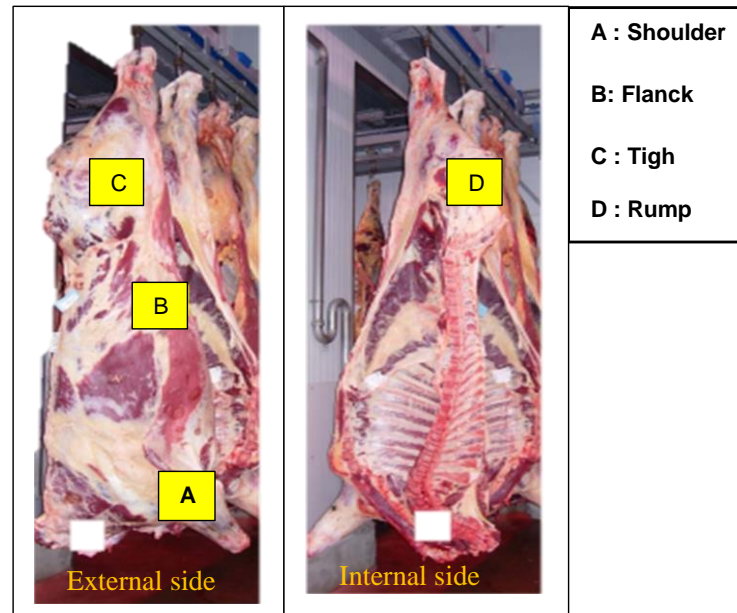 A : Shoulder
B: Flanck
C : Tigh
D : Rump
C
D
B
A
External side
Internal side